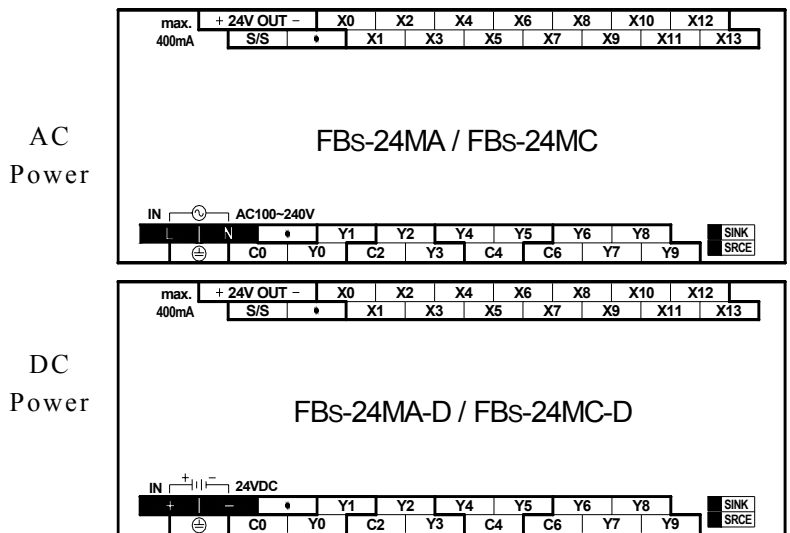 max. + 24V OUT – X0 X2 X4 X6 X8 X10 X12
400mA S/S • X1 X3 X5 X7 X9 X11 X13
AC
Power
FBs-24MA / FBs-24MC
IN AC100~240V
L N • Y1 Y2 Y4 Y5 Y6 Y8 SINK
C0 Y0 C2 Y3 C4 C6 Y7 Y9 SRCE
max. + 24V OUT – X0 X2 X4 X6 X8 X10 X12
400mA S/S • X1 X3 X5 X7 X9 X11 X13
DC
Power
FBs-24MA-D / FBs-24MC-D
IN + – 24VDC
+ – • Y1 Y2 Y4 Y5 Y6 Y8 SINK
C0 Y0 C2 Y3 C4 C6 Y7 Y9 SRCE